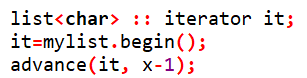 list<char> :: iterator it;
it=mylist.begin();
advance(it, x-1);